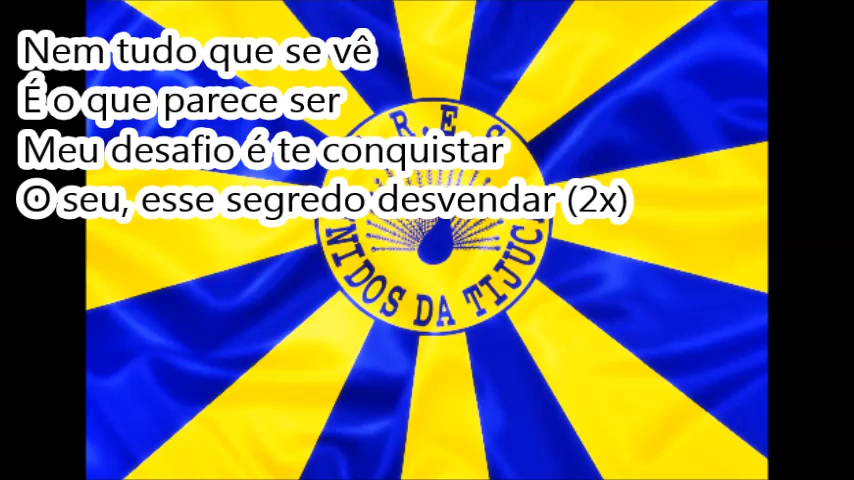 Nem tudo que se vê
É o que parece ser
Meu desafio é te conquistar
O seu, esse segredo desvendar (2x)
R.E.S
NIDOS DA TIJUC